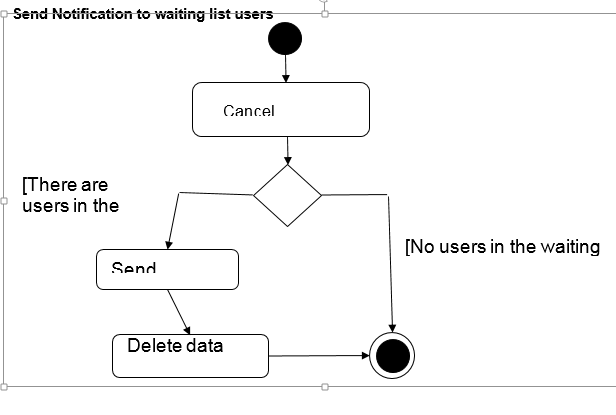 Send Notification to waiting list users
Cancel
[There are
users in the
[No users in the waiting
Send
Delete data